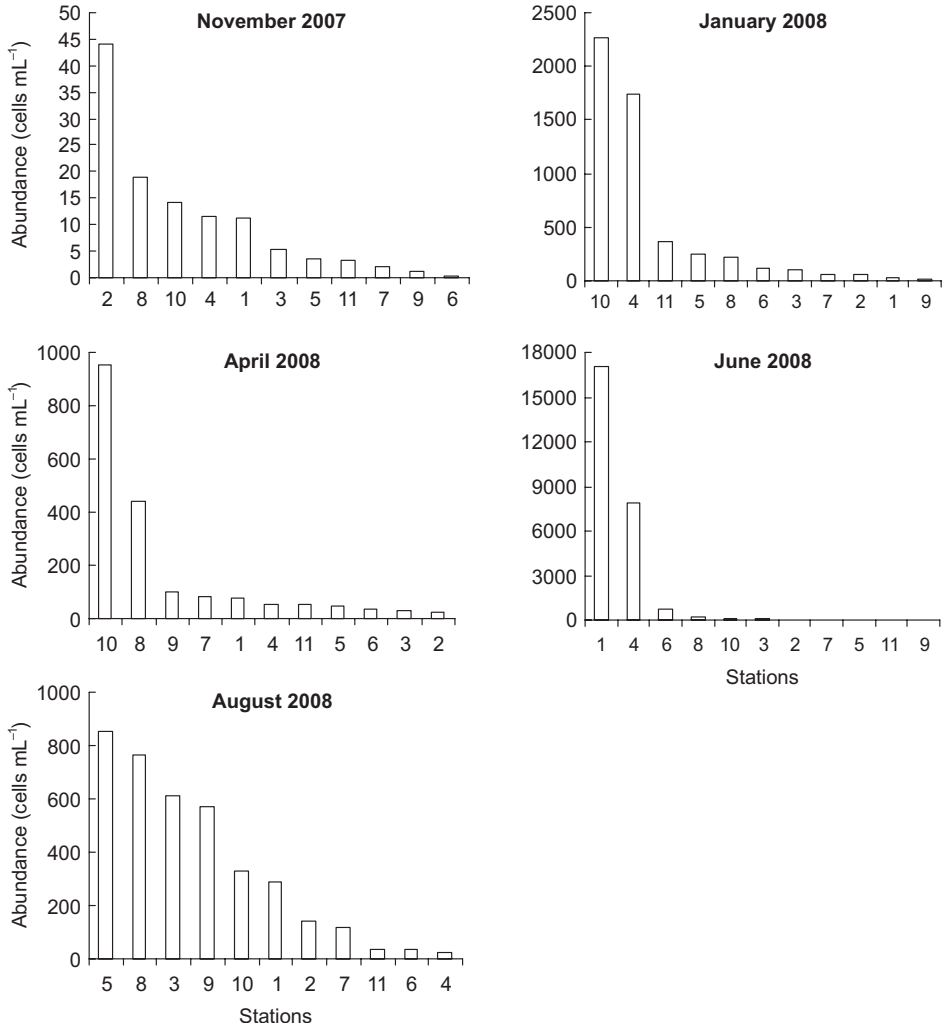 November 2007
Abundance (cells mL⁻¹)
50
45
40
35
30
25
20
15
10
5
0
2 8 10 4 1 3 5 11 7 9 6
January 2008
2500
2000
1500
1000
500
0
10 4 11 5 8 6 3 7 2 1 9
April 2008
Abundance (cells mL⁻¹)
1000
800
600
400
200
0
10 8 9 7 1 4 11 5 6 3 2
June 2008
18000
15000
12000
9000
6000
3000
0
1 4 6 8 10 3 2 7 5 11 9
Stations
August 2008
Abundance (cells mL⁻¹)
1000
800
600
400
200
0
5 8 3 9 10 1 2 7 11 6 4
Stations